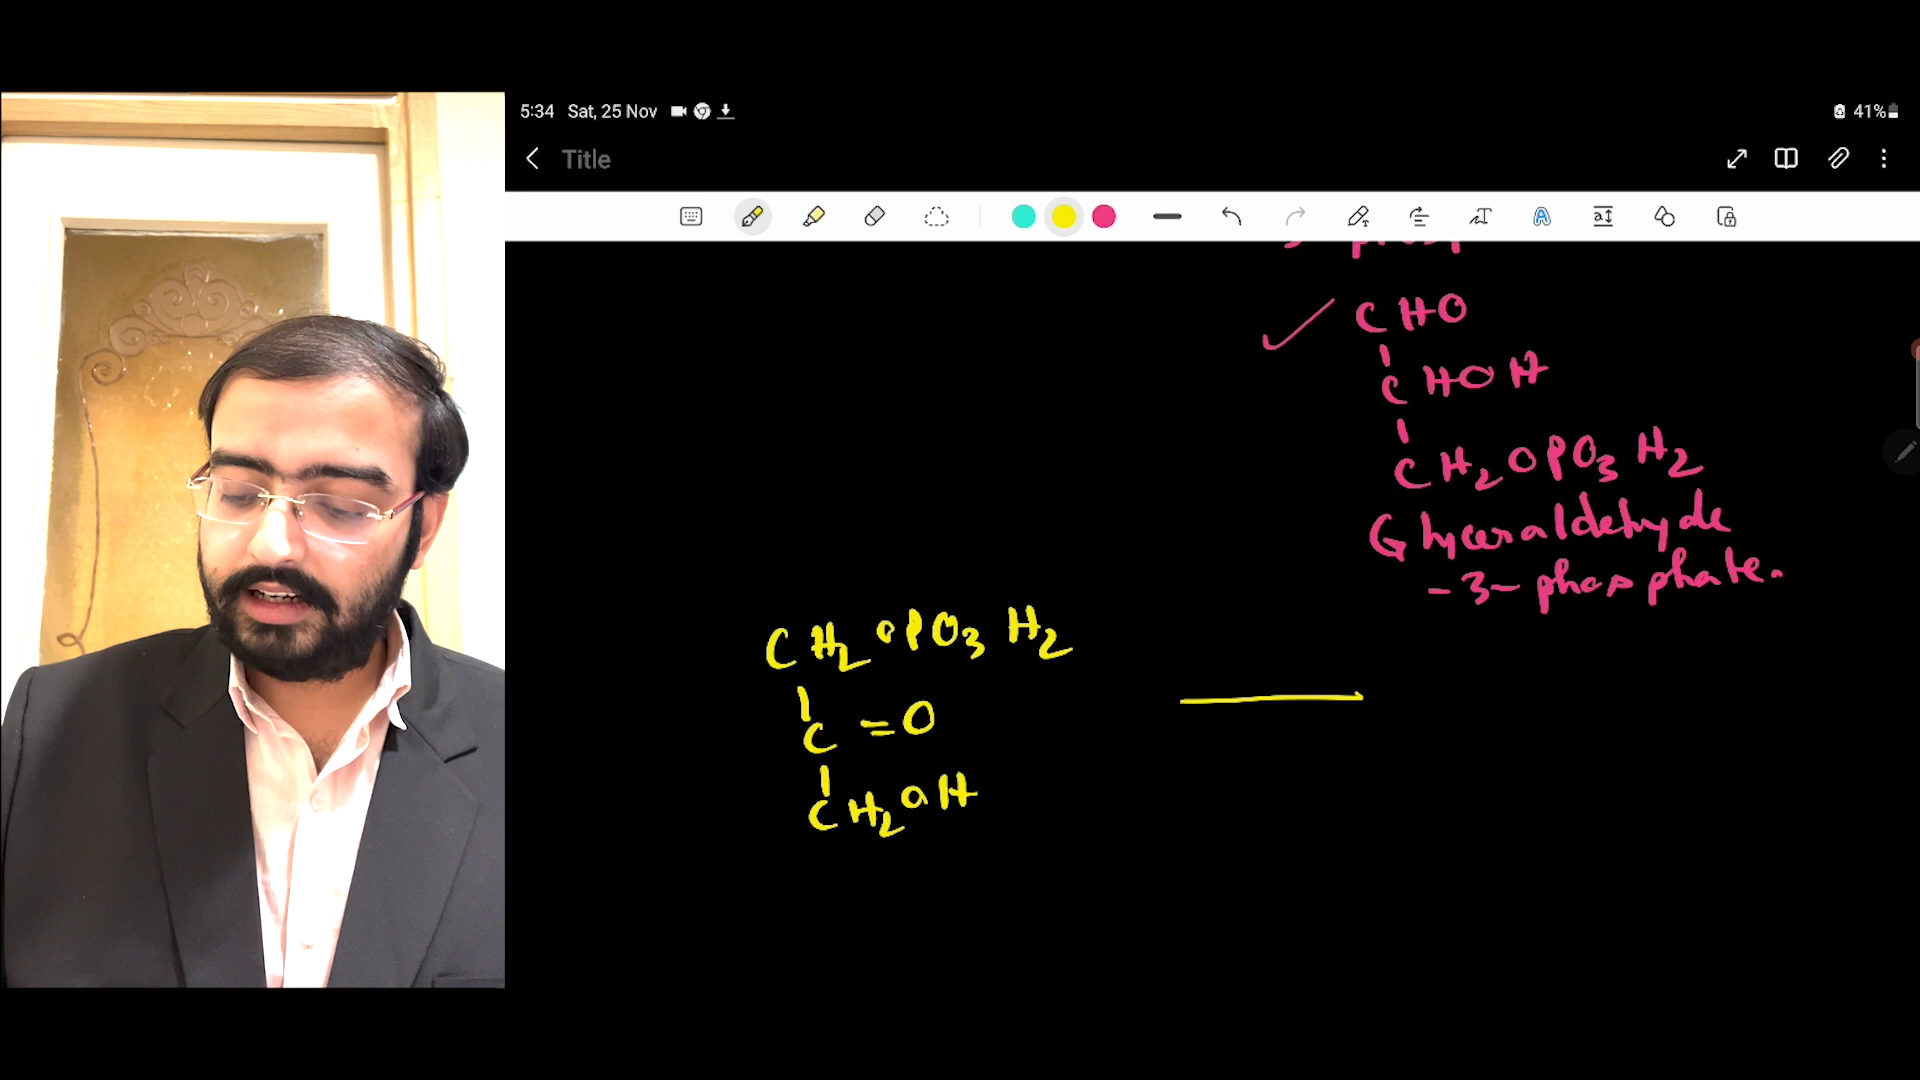 5:34 Sat, 25 Nov
41%
Title
CHO
CHOH
CH2OPO3H2
Glyceraldehyde
-3-phosphate.
CH2OPO3H2
C=O
CH2OH